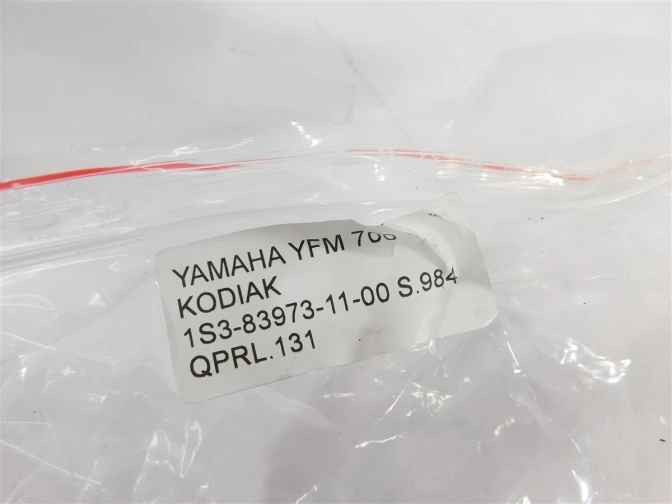 YAMAHA YFM 700
KODIAK
1S3-83973-11-00 S.984
QPRL.131